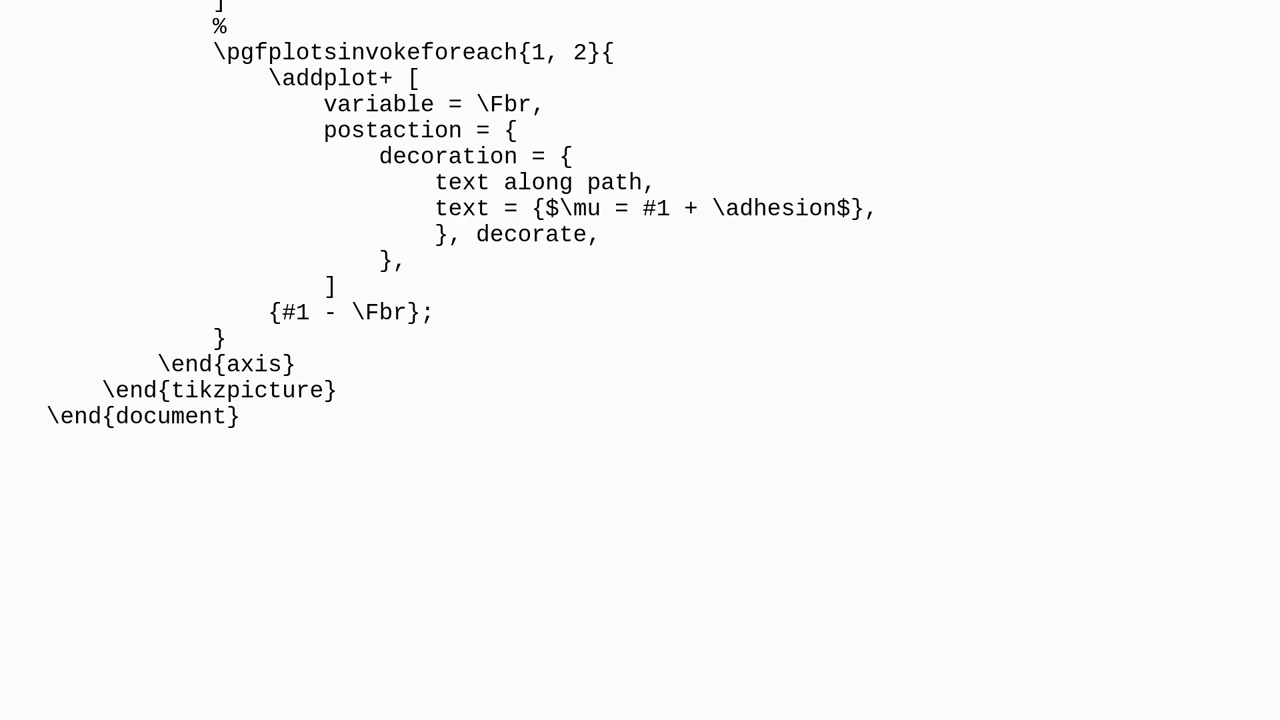 ]
%
\pgfplotsinvokeforeach{1, 2}{
\addplot+ [
variable = \Fbr,
postaction = {
decoration = {
text along path,
text = {$\mu = #1 + \adhesion$},
}, decorate,
},
]
{#1 - \Fbr};
}
\end{axis}
\end{tikzpicture}
\end{document}